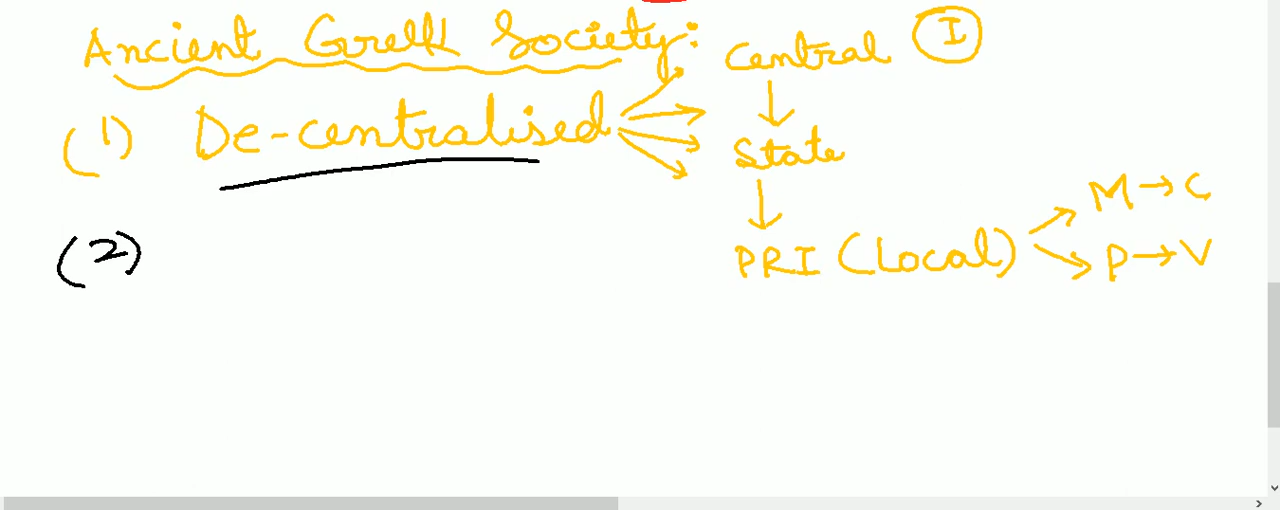 Ancient Greek Society:
Central I
(1) De-centralised
State
PRI (Local)
M → C
P → V
(2)